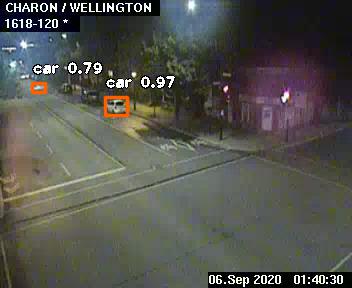 CHARON / WELLINGTON
1618-120 *
car 0.79
car 0.97
06.Sep 2020 01:40:30